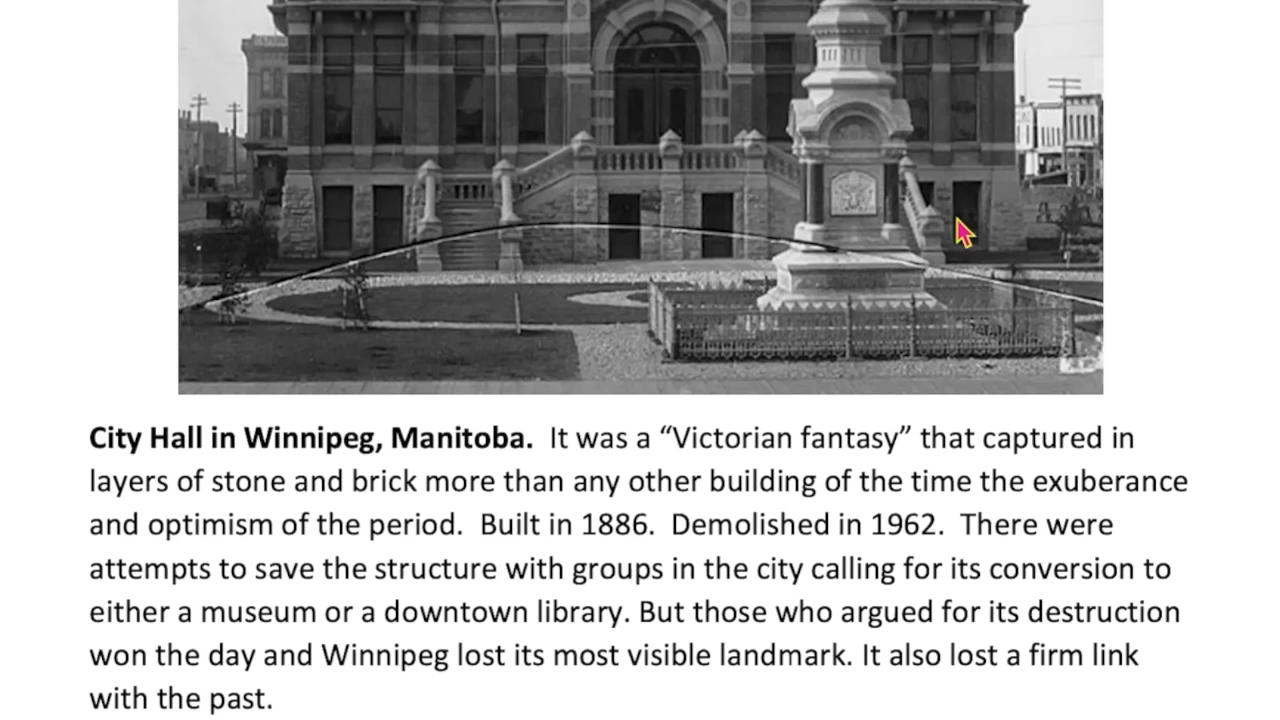 City Hall in Winnipeg, Manitoba.  It was a “Victorian fantasy” that captured in
layers of stone and brick more than any other building of the time the exuberance
and optimism of the period.  Built in 1886.  Demolished in 1962.  There were
attempts to save the structure with groups in the city calling for its conversion to
either a museum or a downtown library. But those who argued for its destruction
won the day and Winnipeg lost its most visible landmark. It also lost a firm link
with the past.